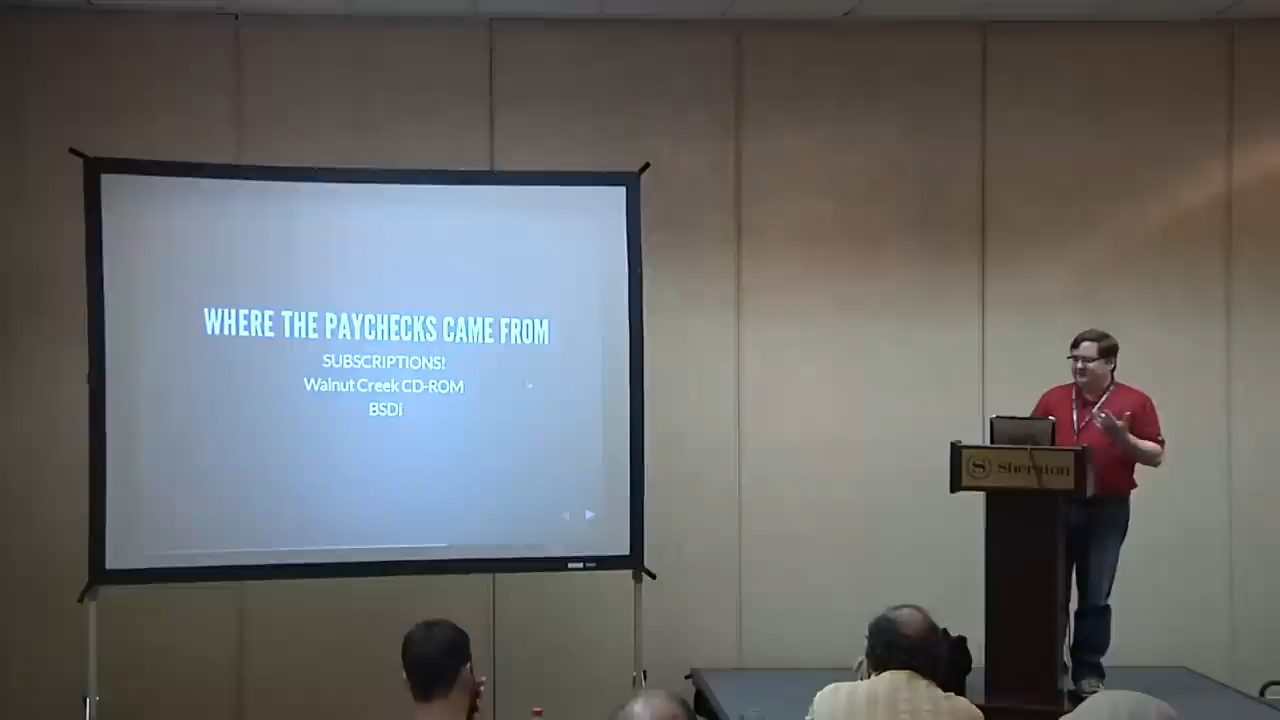 WHERE THE PAYCHECKS CAME FROM
SUBSCRIPTIONS!
Walnut Creek CD-ROM
BSDi
S Sheraton